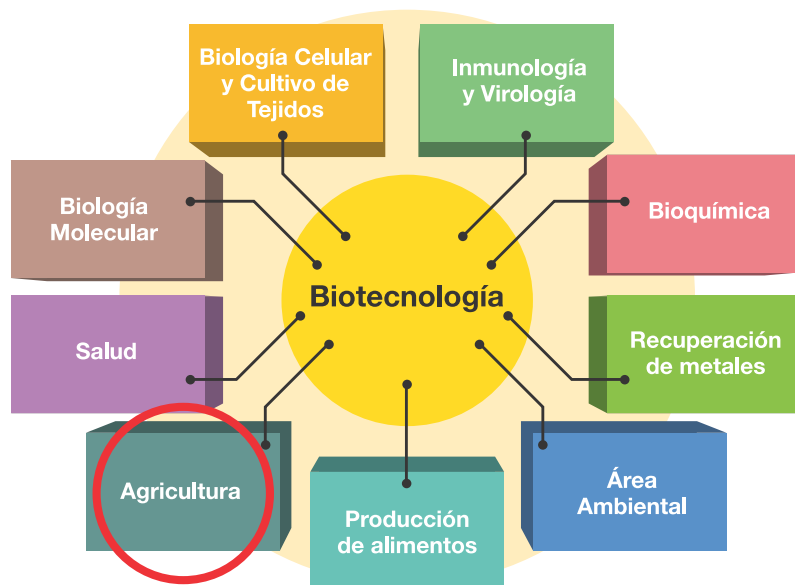 Biología Celular
y Cultivo de
Tejidos
Inmunología
y Virología
Biología
Molecular
Bioquímica
Biotecnología
Salud
Recuperación
de metales
Agricultura
Producción
de alimentos
Área
Ambiental